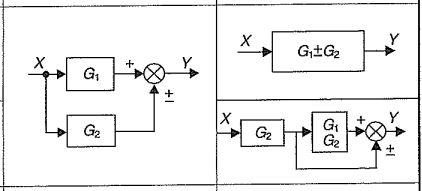 X G₁ + Y
±
G₂
X G₁±G₂ Y
X G₂ G₁ + Y
G₂ ±